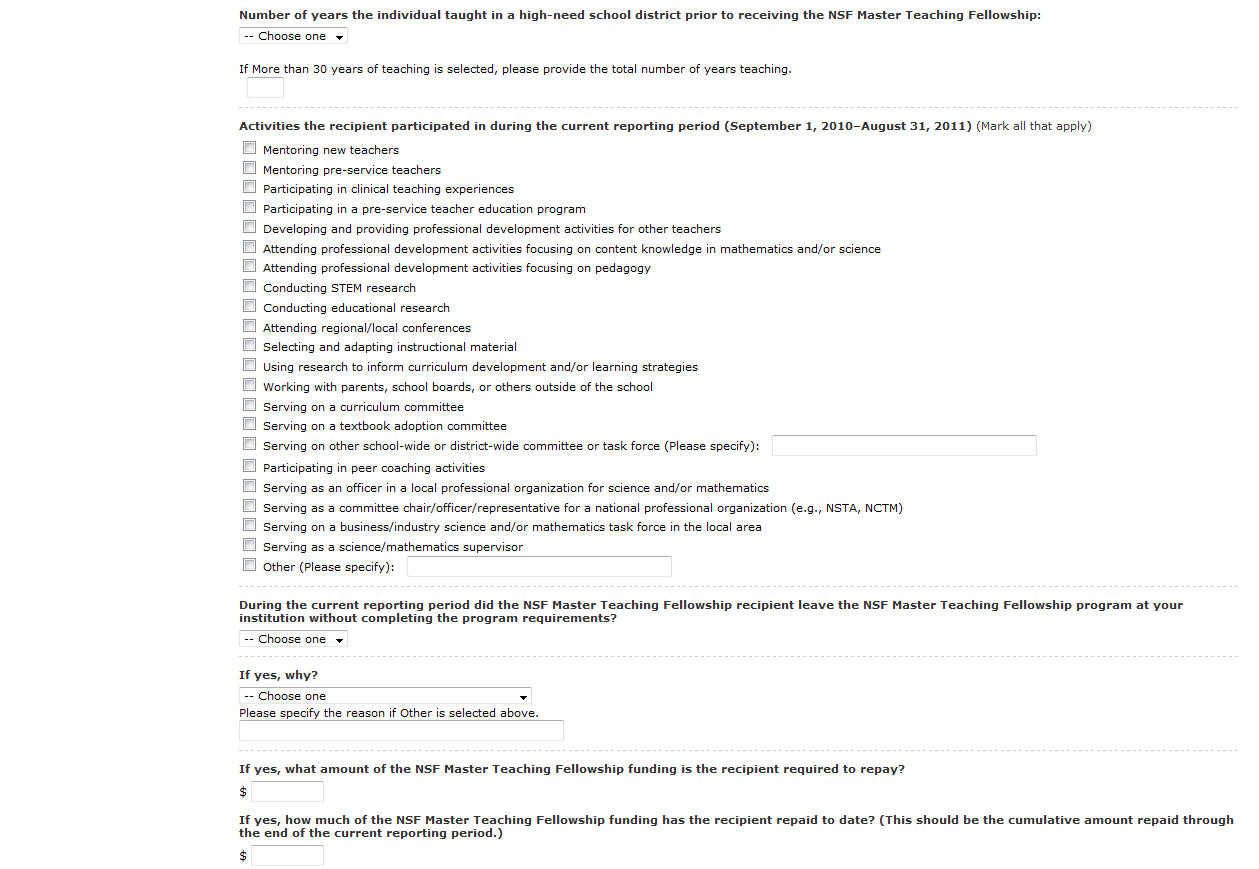 Number of years the individual taught in a high-need school district prior to receiving the NSF Master Teaching Fellowship:
-- Choose one
If More than 30 years of teaching is selected, please provide the total number of years teaching.
Activities the recipient participated in during the current reporting period (September 1, 2010–August 31, 2011) (Mark all that apply)
Mentoring new teachers
Mentoring pre-service teachers
Participating in clinical teaching experiences
Participating in a pre-service teacher education program
Developing and providing professional development activities for other teachers
Attending professional development activities focusing on content knowledge in mathematics and/or science
Attending professional development activities focusing on pedagogy
Conducting STEM research
Conducting educational research
Attending regional/local conferences
Selecting and adapting instructional material
Using research to inform curriculum development and/or learning strategies
Working with parents, school boards, or others outside of the school
Serving on a curriculum committee
Serving on a textbook adoption committee
Serving on other school-wide or district-wide committee or task force (Please specify):
Participating in peer coaching activities
Serving as an officer in a local professional organization for science and/or mathematics
Serving as a committee chair/officer/representative for a national professional organization (e.g., NSTA, NCTM)
Serving on a business/industry science and/or mathematics task force in the local area
Serving as a science/mathematics supervisor
Other (Please specify):
During the current reporting period did the NSF Master Teaching Fellowship recipient leave the NSF Master Teaching Fellowship program at your
institution without completing the program requirements?
-- Choose one
If yes, why?
-- Choose one
Please specify the reason if Other is selected above.
If yes, what amount of the NSF Master Teaching Fellowship funding is the recipient required to repay?
$
If yes, how much of the NSF Master Teaching Fellowship funding has the recipient repaid to date? (This should be the cumulative amount repaid through
the end of the current reporting period.)
$